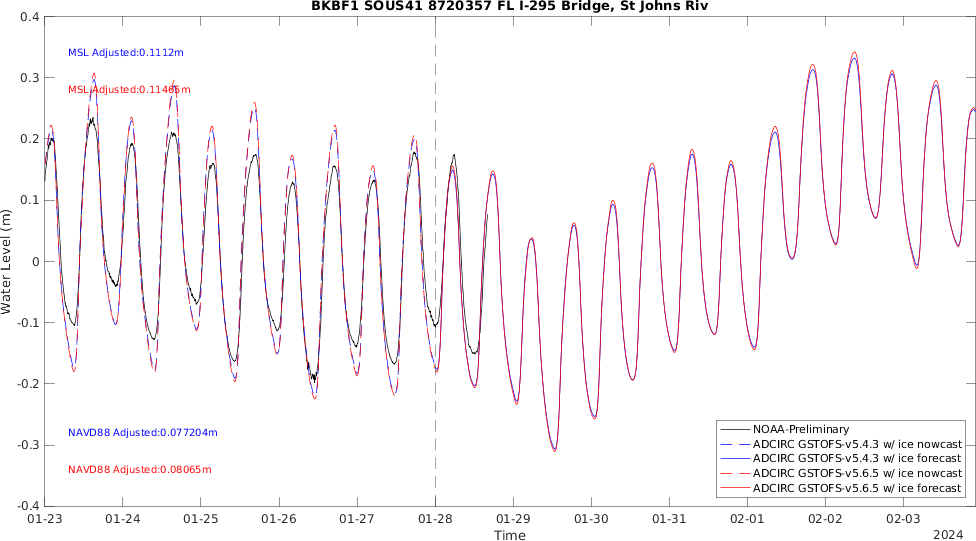 BKBF1 SOUS41 8720357 FL I-295 Bridge, St Johns Riv
0.4
0.3
0.2
0.1
0
-0.1
-0.2
-0.3
-0.4
Water Level (m)
MSL Adjusted:0.1112m
MSL Adjusted:0.11466m
NAVD88 Adjusted:0.077204m
NAVD88 Adjusted:0.08065m
NOAA-Preliminary
ADCIRC GSTOFS-v5.4.3 w/ ice nowcast
ADCIRC GSTOFS-v5.4.3 w/ ice forecast
ADCIRC GSTOFS-v5.6.5 w/ ice nowcast
ADCIRC GSTOFS-v5.6.5 w/ ice forecast
01-23 01-24 01-25 01-26 01-27 01-28 01-29 01-30 01-31 02-01 02-02 02-03
Time
2024